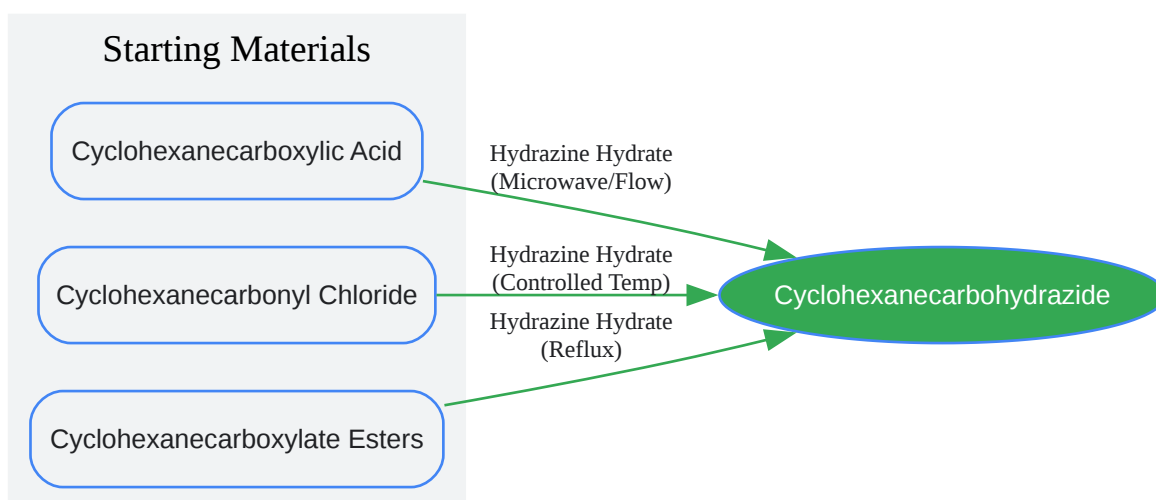 Starting Materials
Cyclohexanecarboxylic Acid
Hydrazine Hydrate
(Microwave/Flow)
Cyclohexanecarbonyl Chloride
Hydrazine Hydrate
(Controlled Temp)
Cyclohexanecarbohydrazide
Hydrazine Hydrate
(Reflux)
Cyclohexanecarboxylate Esters